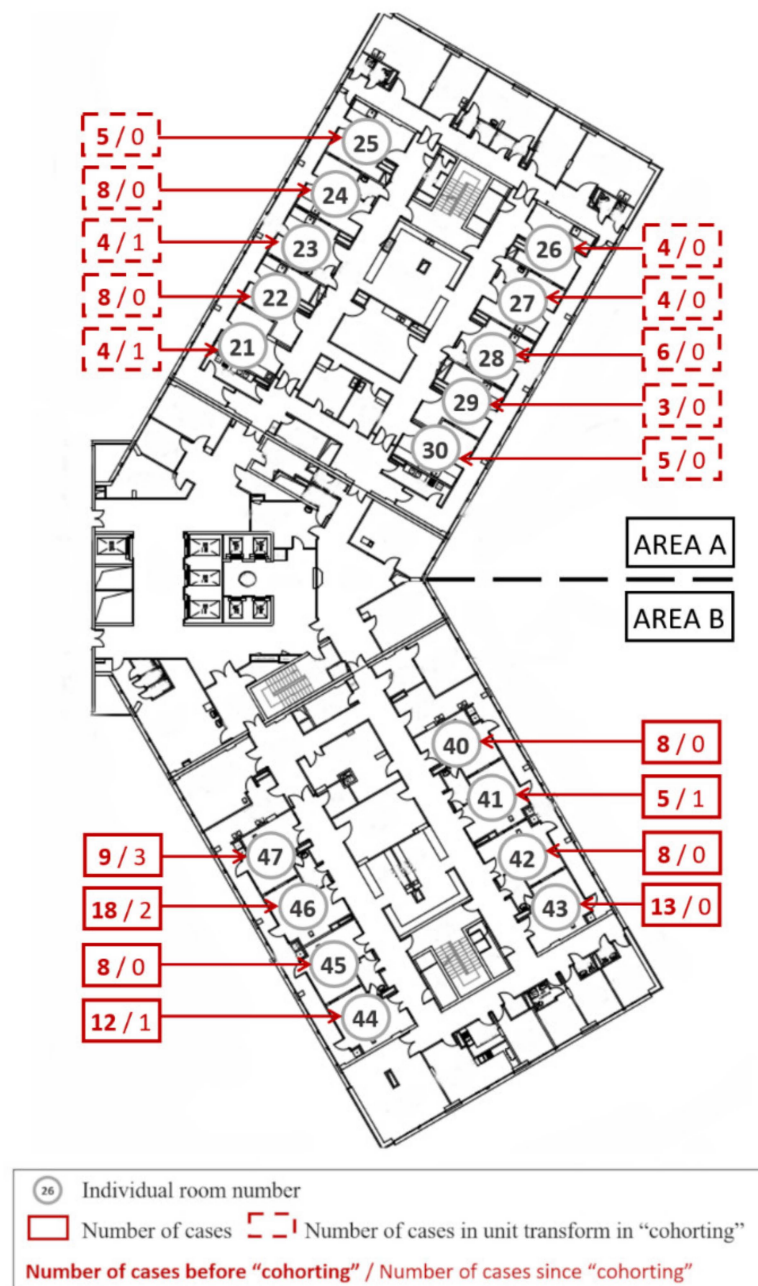 5 / 0
25
8 / 0
24
4 / 1
23
26
4 / 0
8 / 0
22
27
4 / 0
4 / 1
21
28
6 / 0
29
3 / 0
30
5 / 0
AREA A
AREA B
40
8 / 0
41
5 / 1
9 / 3
47
42
8 / 0
18 / 2
46
43
13 / 0
8 / 0
45
12 / 1
44
26 Individual room number
Number of cases Number of cases in unit transform in “cohorting”
Number of cases before “cohorting” / Number of cases since “cohorting”